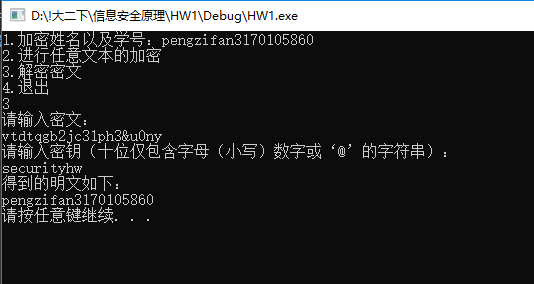 D:\!大二下\信息安全原理\HW1\Debug\HW1.exe
1.加密姓名以及学号：pengzifan3170105860
2.进行任意文本的加密
3.解密密文
4.退出
3
请输入密文：
vtdtqgb2jc31ph3&u0ny
请输入密钥（十位仅包含字母（小写）数字或‘@’的字符串）：
securityhw
得到的明文如下：
pengzifan3170105860
请按任意键继续. . .